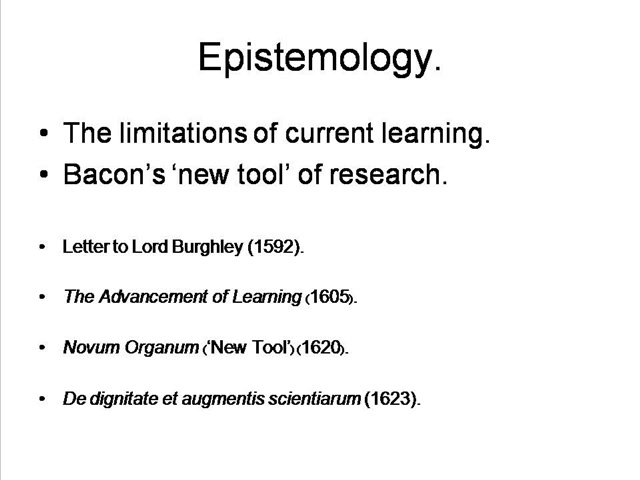 Epistemology.
• The limitations of current learning.
• Bacon’s ‘new tool’ of research.
• Letter to Lord Burghley (1592).
• The Advancement of Learning (1605).
• Novum Organum (‘New Tool’) (1620).
• De dignitate et augmentis scientiarum (1623).